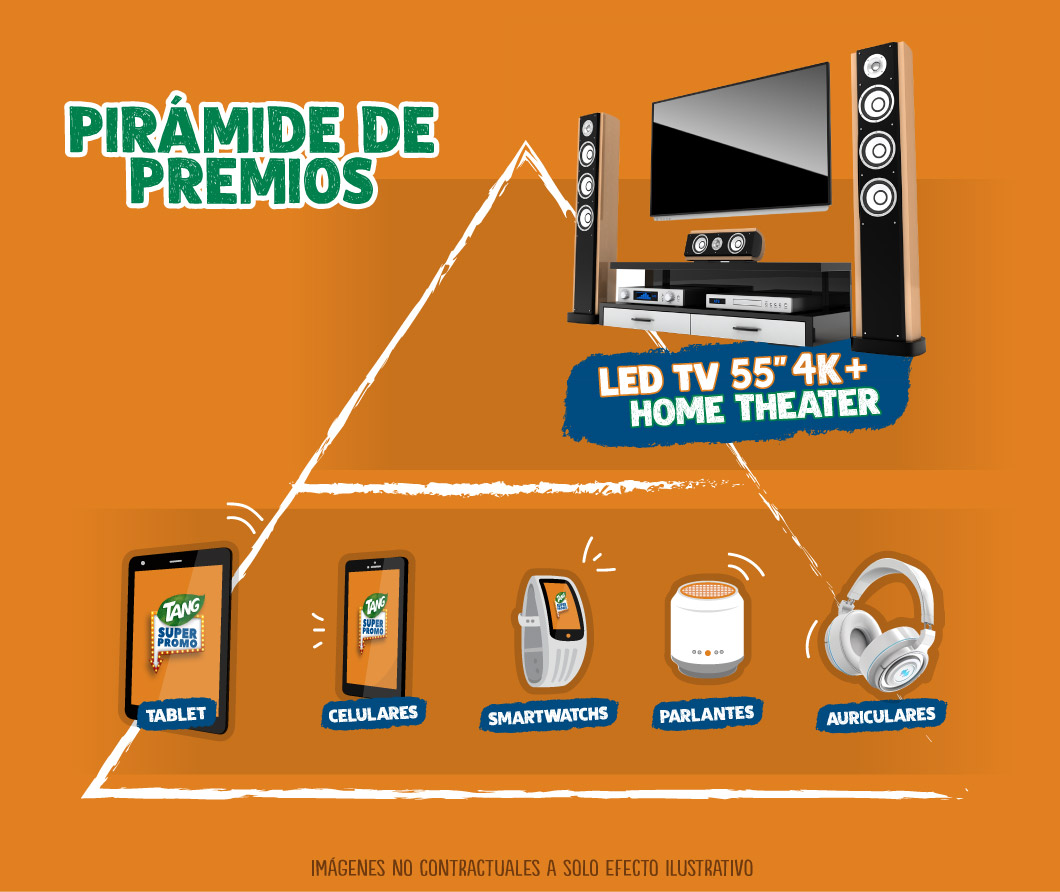 PIRÁMIDE DE
PREMIOS
LED TV 55" 4K+
HOME THEATER
TANG
SUPER
PROMO
TANG
SUPER
PROMO
TABLET
CELULARES
SMARTWATCHS
PARLANTES
AURICULARES
IMÁGENES NO CONTRACTUALES A SOLO EFECTO ILUSTRATIVO